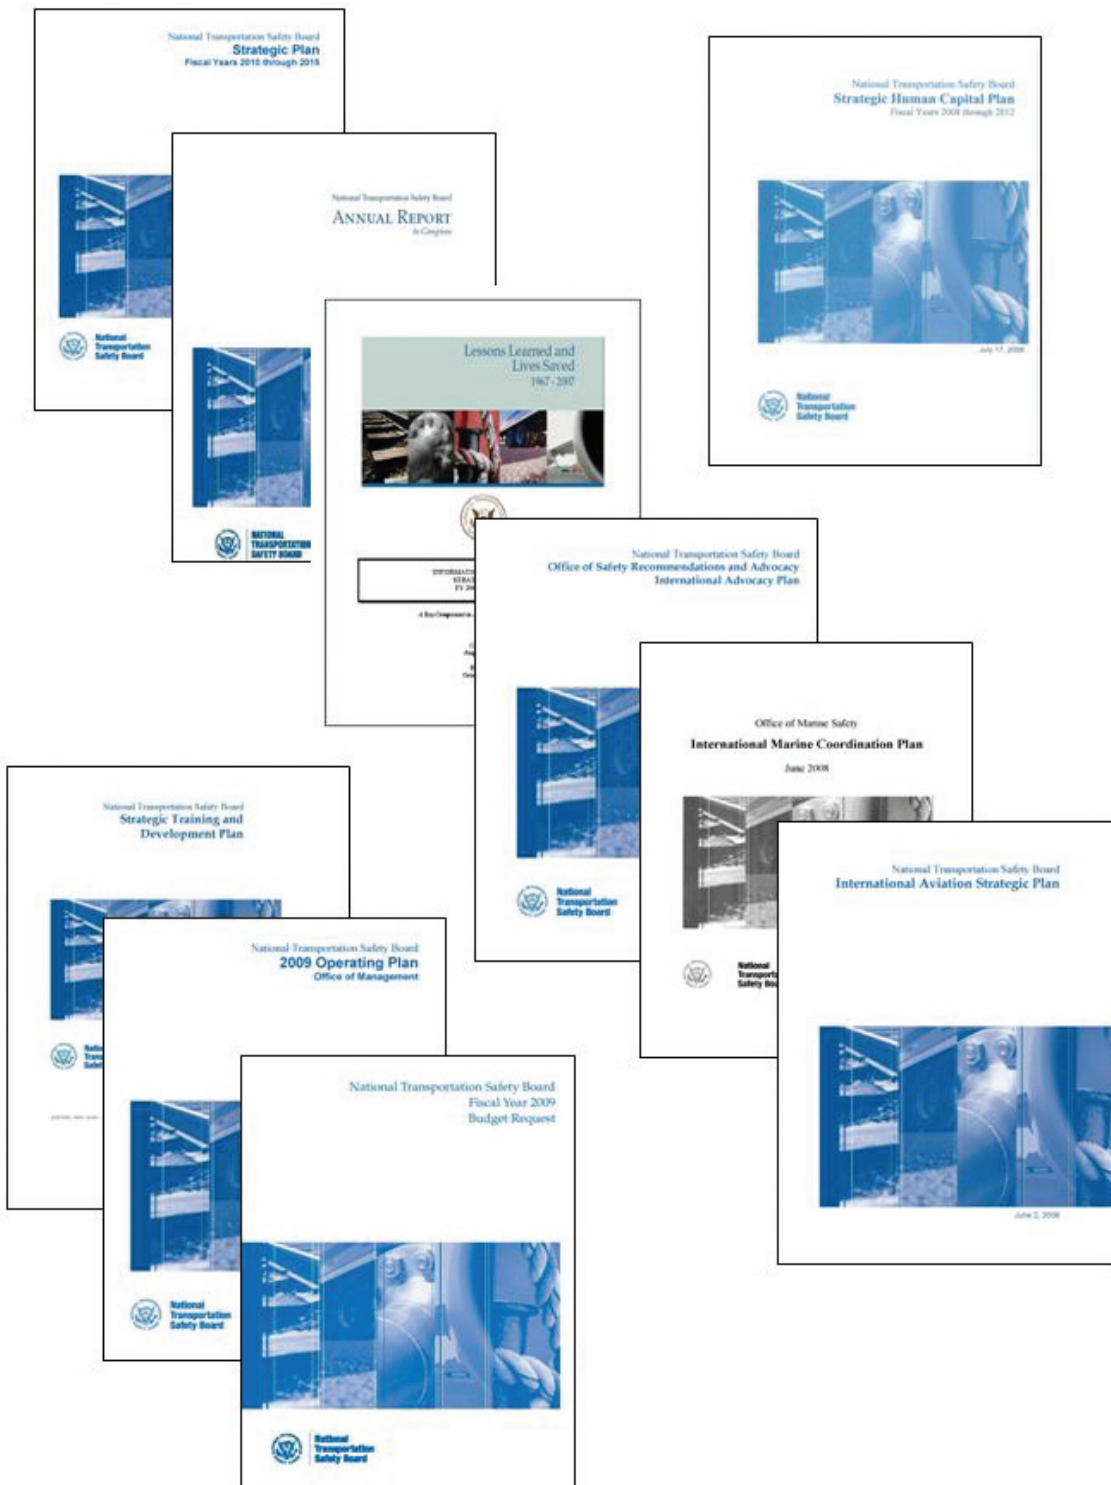 National Transportation Safety Board
Strategic Plan
Fiscal Years 2010 through 2015
National
Transportation
Safety Board
National Transportation Safety Board
ANNUAL REPORT
to Congress
NATIONAL
TRANSPORTATION
SAFETY BOARD
Lessons Learned and
Lives Saved
1967 - 2007
National Transportation Safety Board
Strategic Human Capital Plan
Fiscal Years 2008 through 2012
July 17, 2008
National
Transportation
Safety Board
National Transportation Safety Board
Office of Safety Recommendations and Advocacy
International Advocacy Plan
National
Transportation
Safety Board
Office of Marine Safety
International Marine Coordination Plan
June 2008
National
Safety
National Transportation Safety Board
International Aviation Strategic Plan
June 2, 2008
National Transportation Safety Board
Strategic Training and
Development Plan
National Transportation Safety Board
2009 Operating Plan
Office of Management
National
Transportation
Safety Board
National Transportation Safety Board
Fiscal Year 2009
Budget Request
National
Transportation
Safety Board